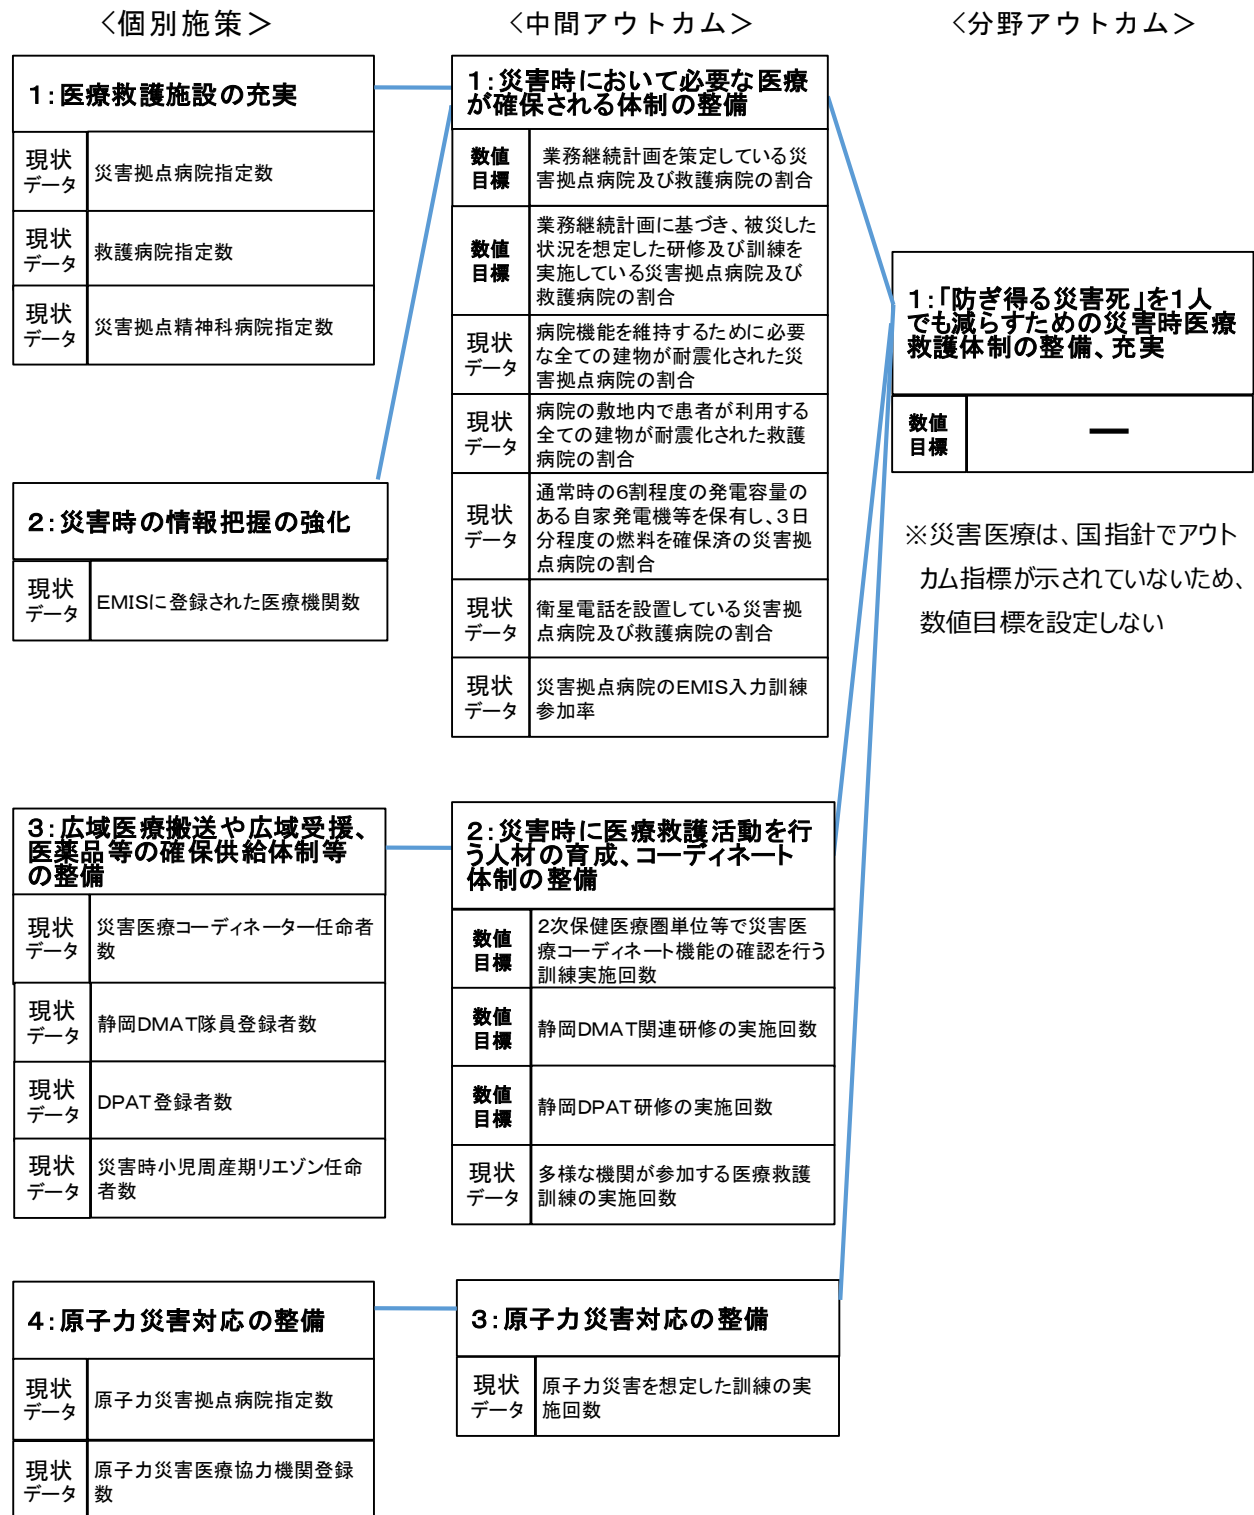 ＜個別施策＞
＜中間アウトカム＞
＜分野アウトカム＞
1：医療救護施設の充実
現状
データ
災害拠点病院指定数
現状
データ
救護病院指定数
現状
データ
災害拠点精神科病院指定数
2：災害時の情報把握の強化
現状
データ
EMISに登録された医療機関数
3：広域医療搬送や広域受援、
医薬品等の確保供給体制等
の整備
現状
データ
災害医療コーディネーター任命者
数
現状
データ
静岡DMAT隊員登録者数
現状
データ
DPAT登録者数
現状
データ
災害時小児周産期リエゾン任命
者数
4：原子力災害対応の整備
現状
データ
原子力災害拠点病院指定数
現状
データ
原子力災害医療協力機関登録
数
1：災害時において必要な医療
が確保される体制の整備
数値
目標
業務継続計画を策定している災
害拠点病院及び救護病院の割合
数値
目標
業務継続計画に基づき、被災した
状況を想定した研修及び訓練を
実施している災害拠点病院及び
救護病院の割合
現状
データ
病院機能を維持するために必要
な全ての建物が耐震化された災
害拠点病院の割合
現状
データ
病院の敷地内で患者が利用する
全ての建物が耐震化された救護
病院の割合
現状
データ
通常時の6割程度の発電容量の
ある自家発電機等を保有し、3日
分程度の燃料を確保済の災害拠
点病院の割合
現状
データ
衛星電話を設置している災害拠
点病院及び救護病院の割合
現状
データ
災害拠点病院のEMIS入力訓練
参加率
2：災害時に医療救護活動を行
う人材の育成、コーディネート
体制の整備
数値
目標
2次保健医療圏単位等で災害医
療コーディネート機能の確認を行う
訓練実施回数
数値
目標
静岡DMAT関連研修の実施回数
数値
目標
静岡DPAT研修の実施回数
現状
データ
多様な機関が参加する医療救護
訓練の実施回数
3：原子力災害対応の整備
現状
データ
原子力災害を想定した訓練の実
施回数
1：「防ぎ得る災害死」を1人
でも減らすための災害時医療
救護体制の整備、充実
数値
目標
ー
※災害医療は、国指針でアウト
カム指標が示されていないため、
数値目標を設定しない